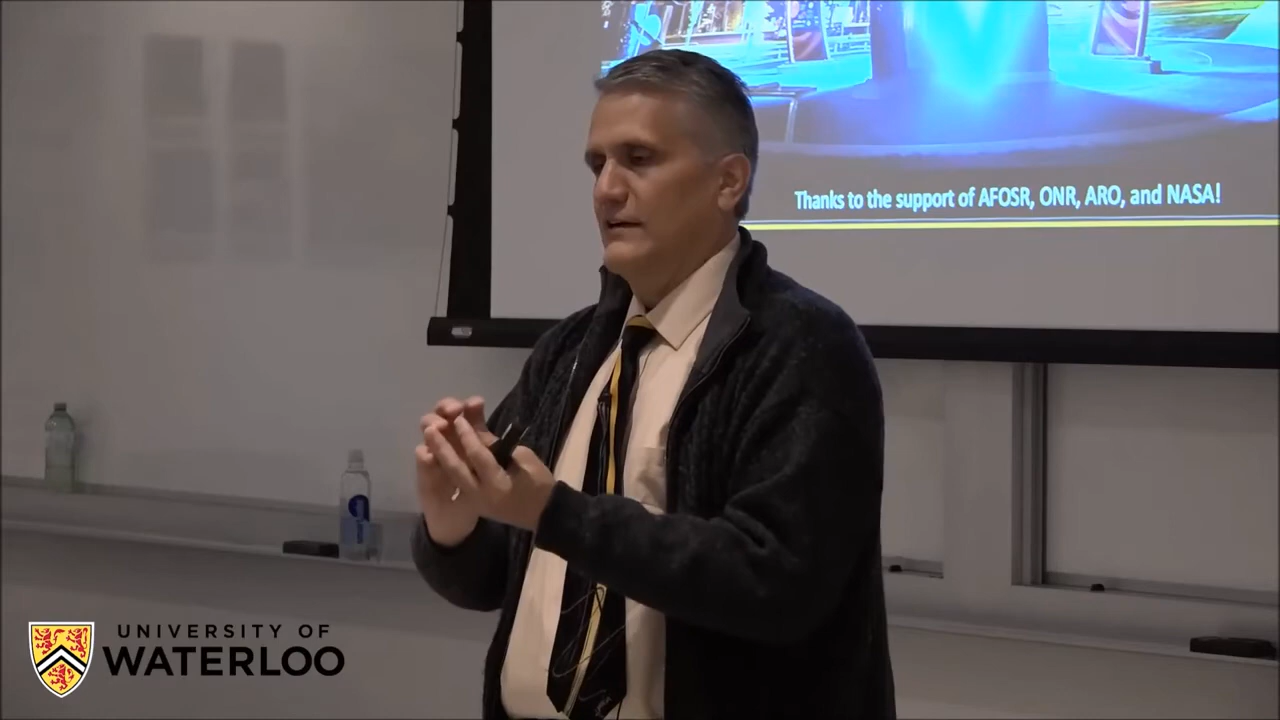 Thanks to the support of AFOSR, ONR, ARO, and NASA!
UNIVERSITY OF
WATERLOO